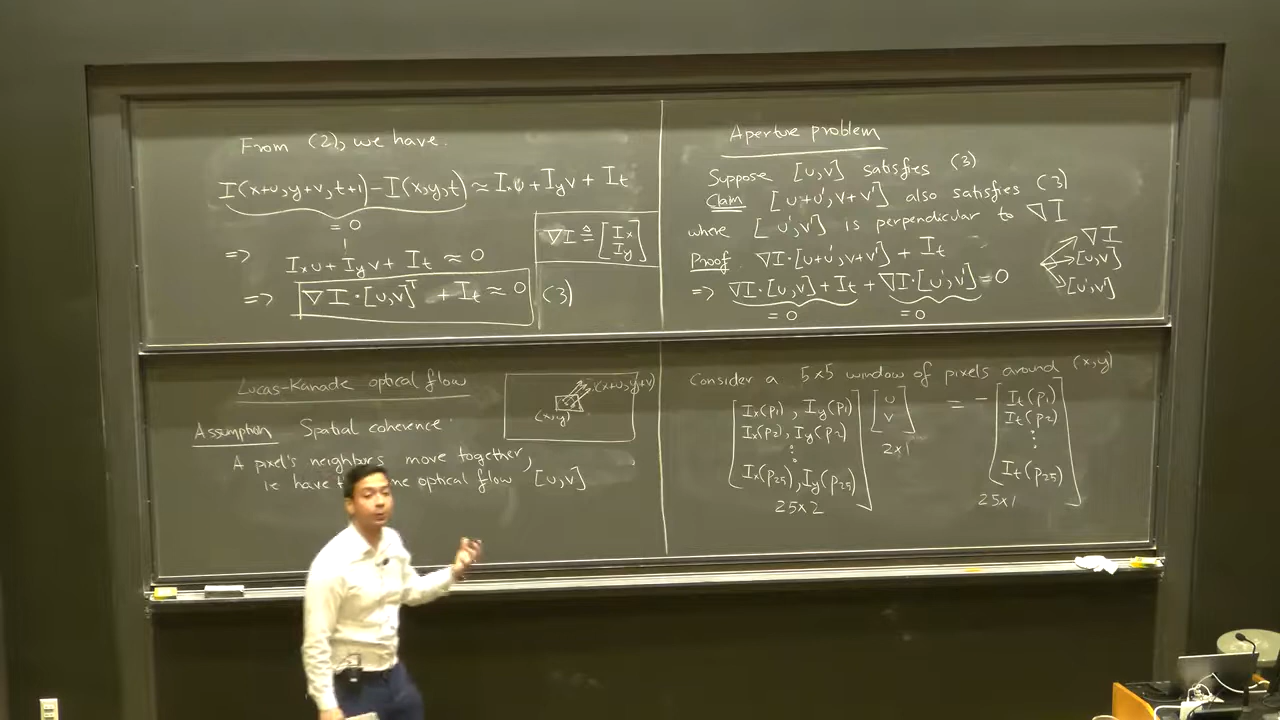 From (2), we have.
I(x+u,y+v,t+1)-I(x,y,t) ≈ Ixu + Iyv + It
= 0
=> Ixu + Iyv + It ≈ 0
=> ∇I·[u,v]ᵀ + It ≈ 0 (3)
∇I ≜ [Ix
Iy]
Aperture problem
Suppose [u,v] satisfies (3)
Claim [u+u',v+v'] also satisfies (3)
where [u',v'] is perpendicular to ∇I
Proof ∇I·[u+u',v+v'] + It
=> ∇I·[u,v]+It + ∇I·[u',v'] = 0
= 0 = 0
∇I
[u,v]
[u',v']
Lucas-Kanade optical flow
Assumption Spatial coherence.
A pixel's neighbors move together,
ie have optical flow [u,v]
(x,y)
(x+u,y+v)
Consider a 5x5 window of pixels around (x,y)
[Ix(p1), Iy(p1)
Ix(p2), Iy(p2)
⋮
Ix(p25), Iy(p25)]
25x2
[u
v]
2x1
= -
[It(p1)
It(p2)
⋮
It(p25)]
25x1